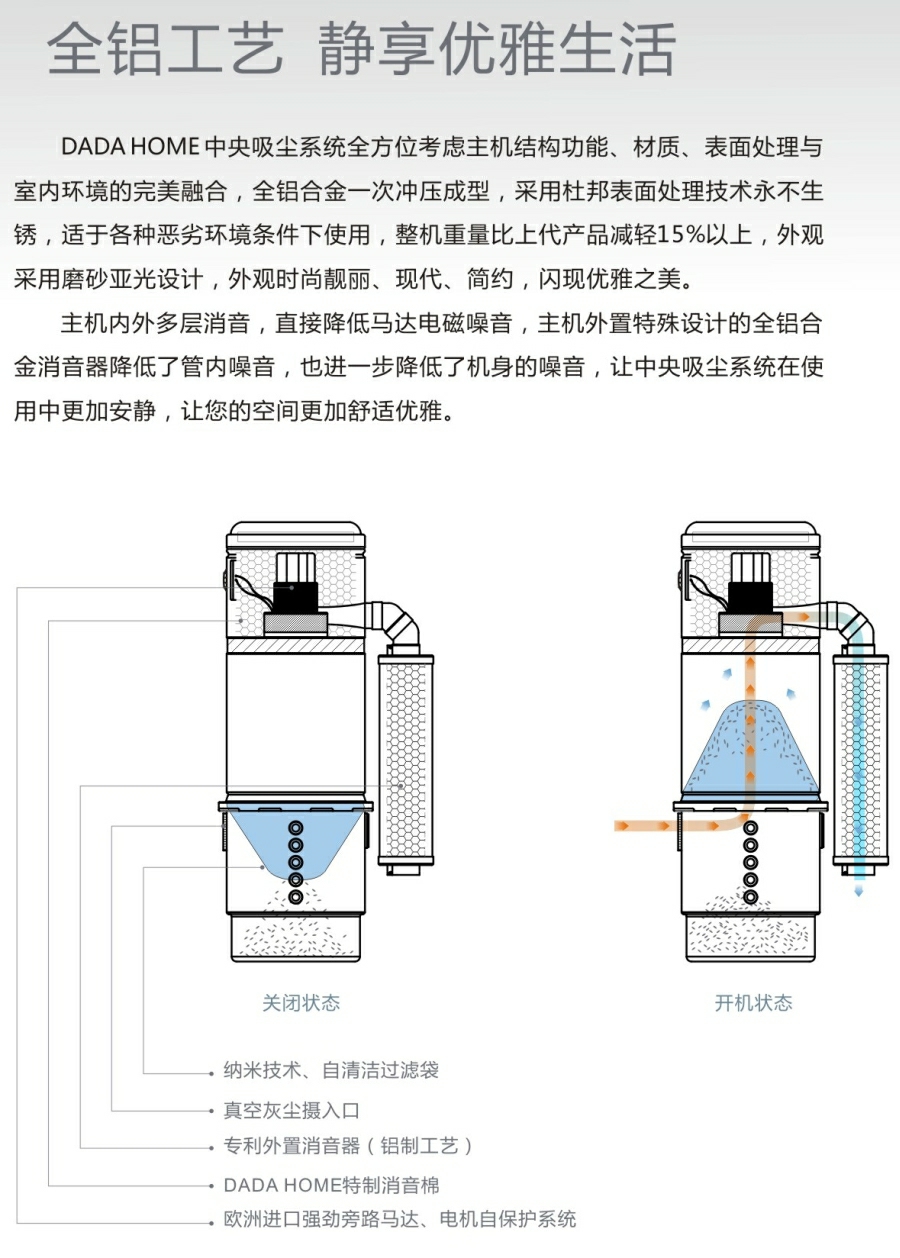 全铝工艺 静享优雅生活
DADA HOME中央吸尘系统全方位考虑主机结构功能、材质、表面处理与
室内环境的完美融合，全铝合金一次冲压成型，采用杜邦表面处理技术永不生
锈，适于各种恶劣环境条件下使用，整机重量比上代产品减轻15%以上，外观
采用磨砂亚光设计，外观时尚靓丽、现代、简约，闪现优雅之美。
主机内外多层消音，直接降低马达电磁噪音，主机外置特殊设计的全铝合
金消音器降低了管内噪音，也进一步降低了机身的噪音，让中央吸尘系统在使
用中更加安静，让您的空间更加舒适优雅。
关闭状态
开机状态
纳米技术、自清洁过滤袋
真空灰尘摄入口
专利外置消音器（铝制工艺）
DADA HOME特制消音棉
欧洲进口强劲旁路马达、电机自保护系统